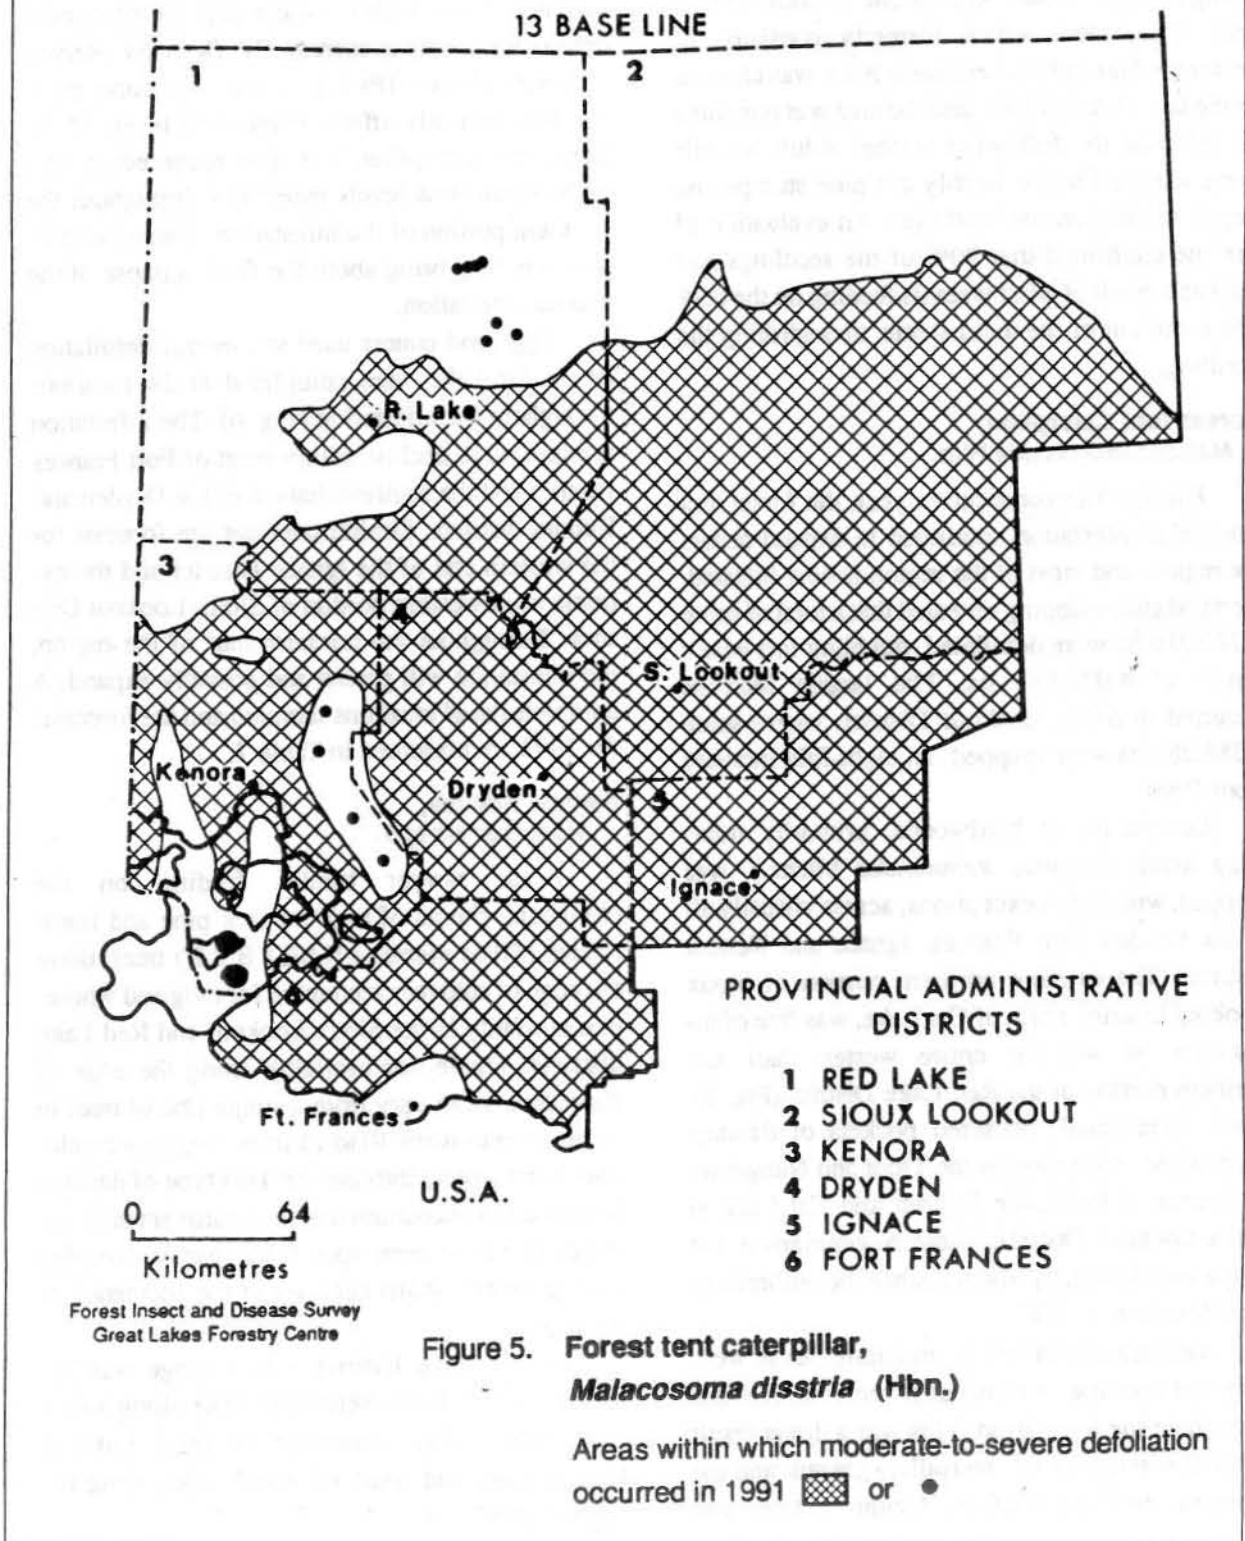 13 BASE LINE
1
2
R. Lake
3
4
S. Lookout
Kenora
Dryden
5
Ignace
6
PROVINCIAL ADMINISTRATIVE
DISTRICTS
1 RED LAKE
2 SIOUX LOOKOUT
3 KENORA
4 DRYDEN
5 IGNACE
6 FORT FRANCES
Ft. Frances
U.S.A.
0 64
Kilometres
Forest Insect and Disease Survey
Great Lakes Forestry Centre
Figure 5. Forest tent caterpillar,
Malacosoma disstria (Hbn.)
Areas within which moderate-to-severe defoliation
occurred in 1991 or